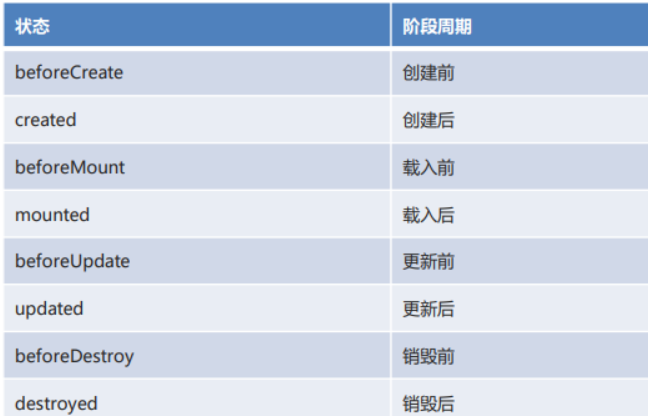 状态 阶段周期
beforeCreate 创建前
created 创建后
beforeMount 载入前
mounted 载入后
beforeUpdate 更新前
updated 更新后
beforeDestroy 销毁前
destroyed 销毁后